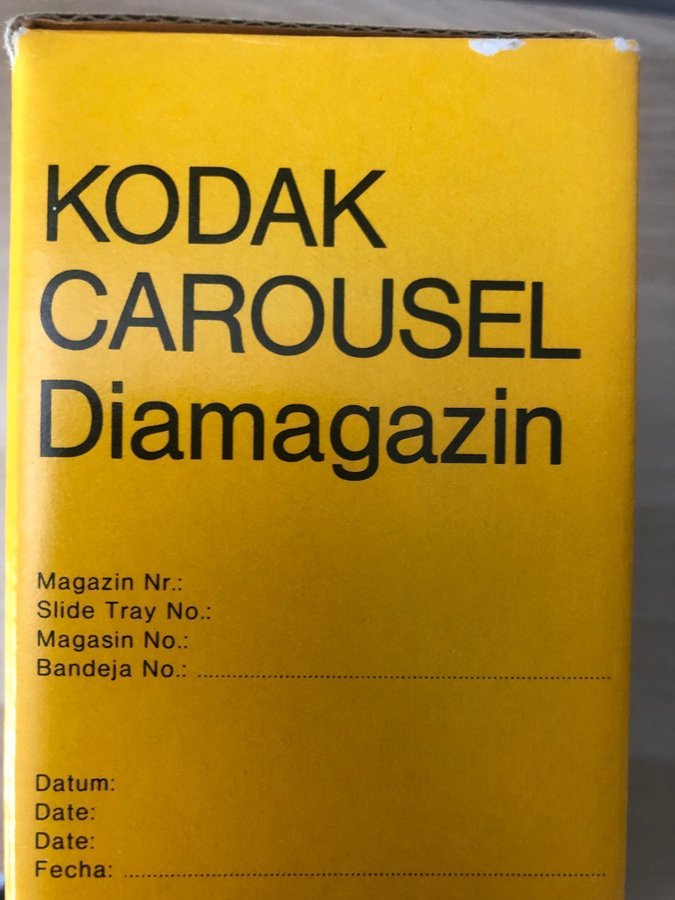 KODAK
CAROUSEL
Diamagazin
Magazin Nr.:
Slide Tray No.:
Magasin No.:
Bandeja No.: ........................................................
Datum:
Date:
Date:
Fecha: ................................................................